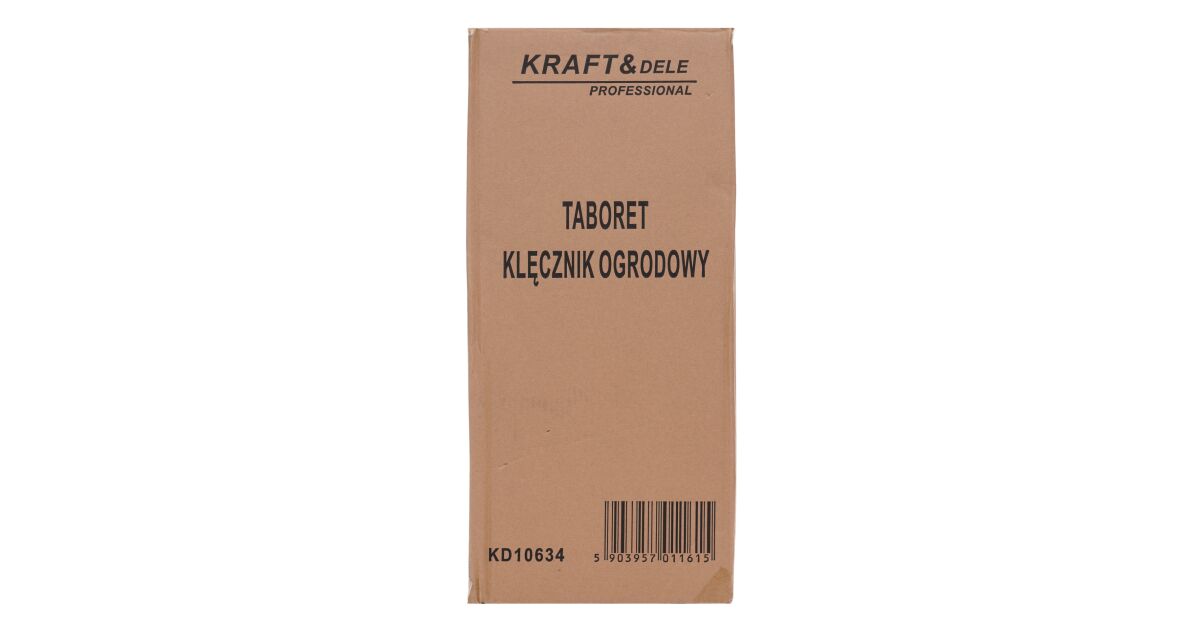 KRAFT&DELE
PROFESSIONAL
TABORET
KLĘCZNIK OGRODOWY
KD10634
5 903957 011615